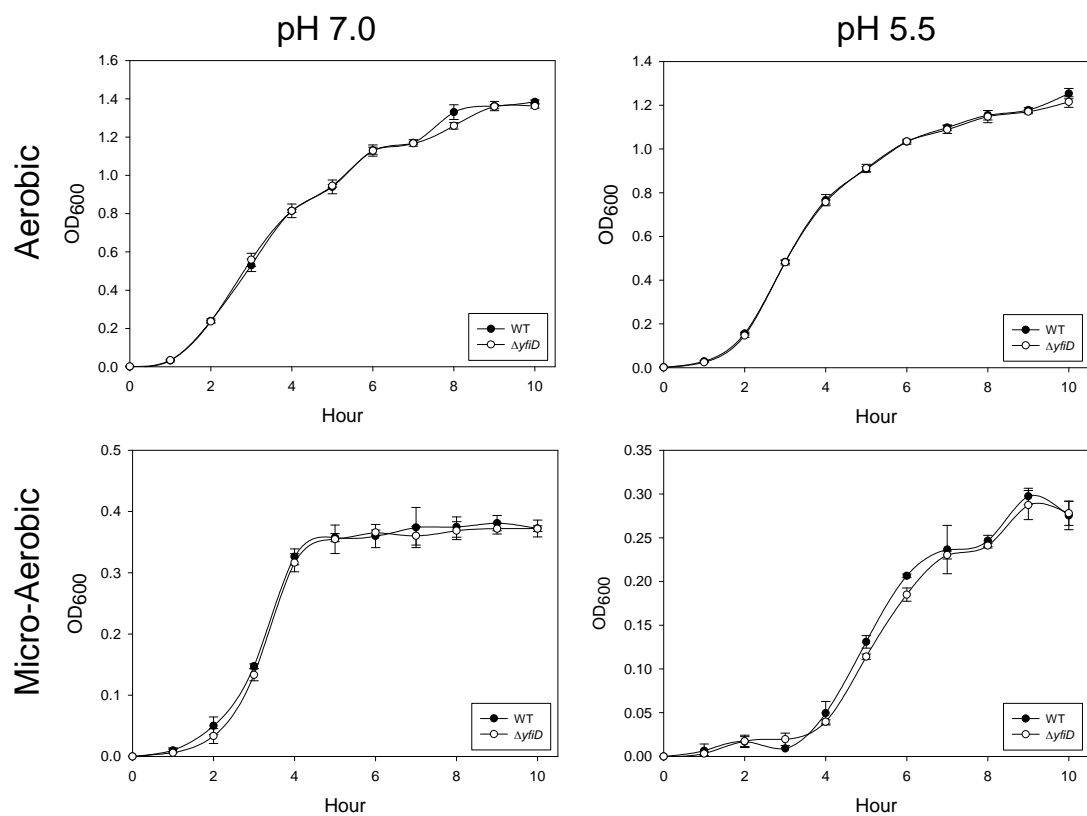 pH 7.0
pH 5.5
Aerobic
OD600
1.6
1.4
1.2
1.0
0.8
0.6
0.4
0.2
0.0
0 2 4 6 8 10
Hour
WT
ΔyfiD
OD600
1.4
1.2
1.0
0.8
0.6
0.4
0.2
0.0
0 2 4 6 8 10
Hour
WT
ΔyfiD
Micro-Aerobic
OD600
0.5
0.4
0.3
0.2
0.1
0.0
0 2 4 6 8 10
Hour
WT
ΔyfiD
OD600
0.35
0.30
0.25
0.20
0.15
0.10
0.05
0.00
0 2 4 6 8 10
Hour
WT
ΔyfiD